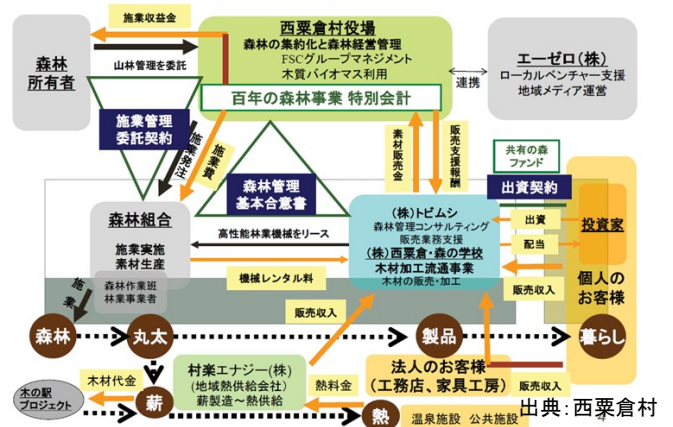 施業収益金
西粟倉村役場
森林の集約化と森林経営管理
FSCグループマネジメント
木質バイオマス利用
百年の森林事業 特別会計
森林
所有者
山林管理を委託
連携
エーゼロ(株)
ローカルベンチャー支援
地域メディア運営
施業管理
委託契約
施業発注
施業費
森林管理
基本合意書
素材販売金
販売支援報酬
共有の森
ファンド
出資契約
森林組合
施業実施
素材生産
森林作業班
林業事業者
高性能林業機械をリース
機械レンタル料
(株)トビムシ
森林管理コンサルティング
販売業務支援
(株)西粟倉・森の学校
木材加工流通事業
木材の販売・加工
出資
配当
投資家
販売収入
個人の
お客様
施業
販売収入
森林
丸太
製品
暮らし
村楽エナジー(株)
(地域熱供給会社)
薪製造～熱供給
法人のお客様
(工務店、家具工房)
販売収入
木の駅
プロジェクト
木材代金
薪
熱料金
熱
温泉施設 公共施設
出典：西粟倉村
4